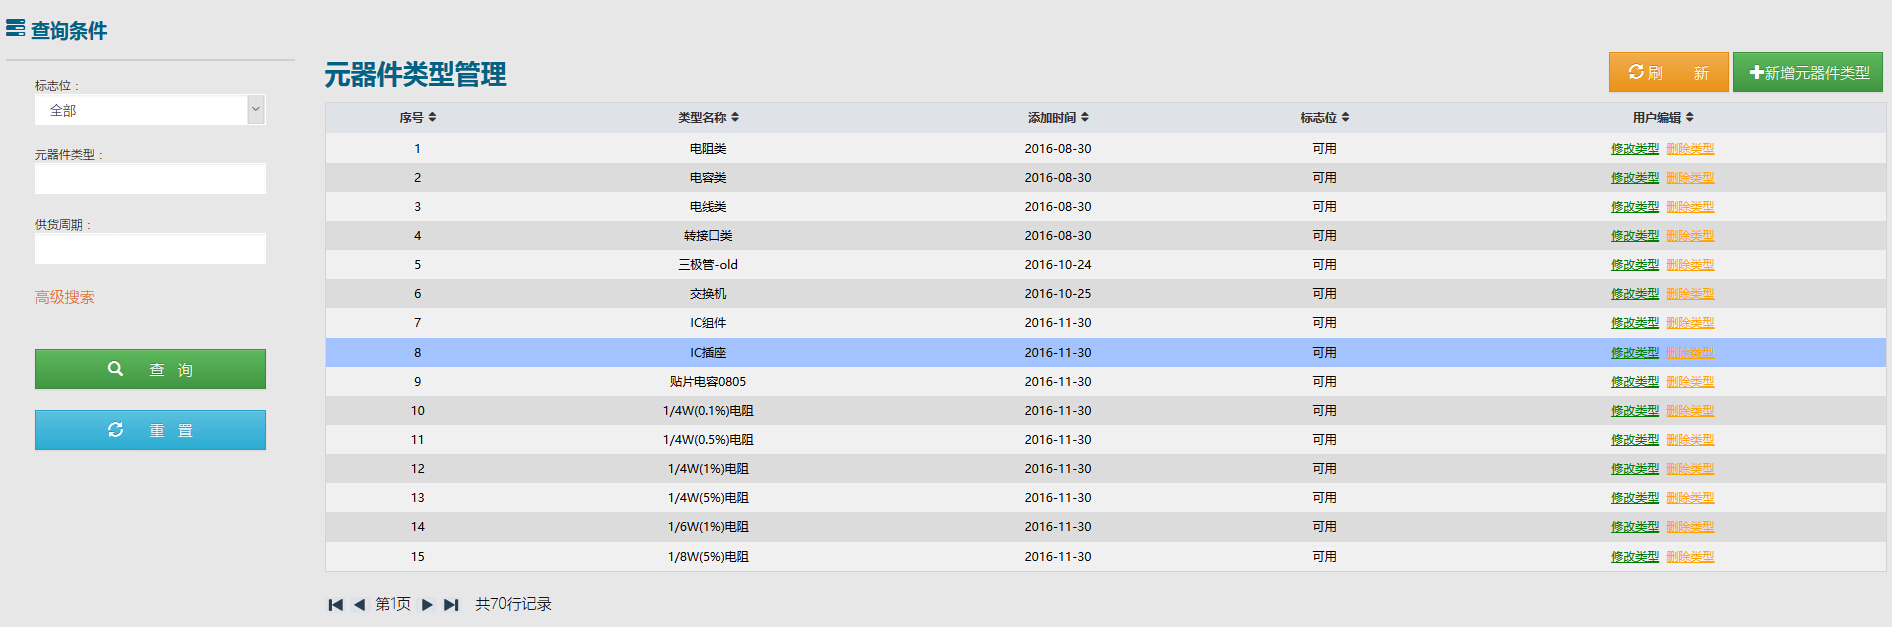 查询条件
标志位：
全部
元器件类型：
供货周期：
高级搜索
查 询
重 置
元器件类型管理
刷 新
新增元器件类型
序号 类型名称 添加时间 标志位 用户编辑
1 电阻类 2016-08-30 可用 修改类型 删除类型
2 电容类 2016-08-30 可用 修改类型 删除类型
3 电线类 2016-08-30 可用 修改类型 删除类型
4 转接口类 2016-08-30 可用 修改类型 删除类型
5 三极管-old 2016-10-24 可用 修改类型 删除类型
6 交换机 2016-10-25 可用 修改类型 删除类型
7 IC组件 2016-11-30 可用 修改类型 删除类型
8 IC插座 2016-11-30 可用 修改类型 删除类型
9 贴片电容0805 2016-11-30 可用 修改类型 删除类型
10 1/4W(0.1%)电阻 2016-11-30 可用 修改类型 删除类型
11 1/4W(0.5%)电阻 2016-11-30 可用 修改类型 删除类型
12 1/4W(1%)电阻 2016-11-30 可用 修改类型 删除类型
13 1/4W(5%)电阻 2016-11-30 可用 修改类型 删除类型
14 1/6W(1%)电阻 2016-11-30 可用 修改类型 删除类型
15 1/8W(5%)电阻 2016-11-30 可用 修改类型 删除类型
第1页 共70行记录